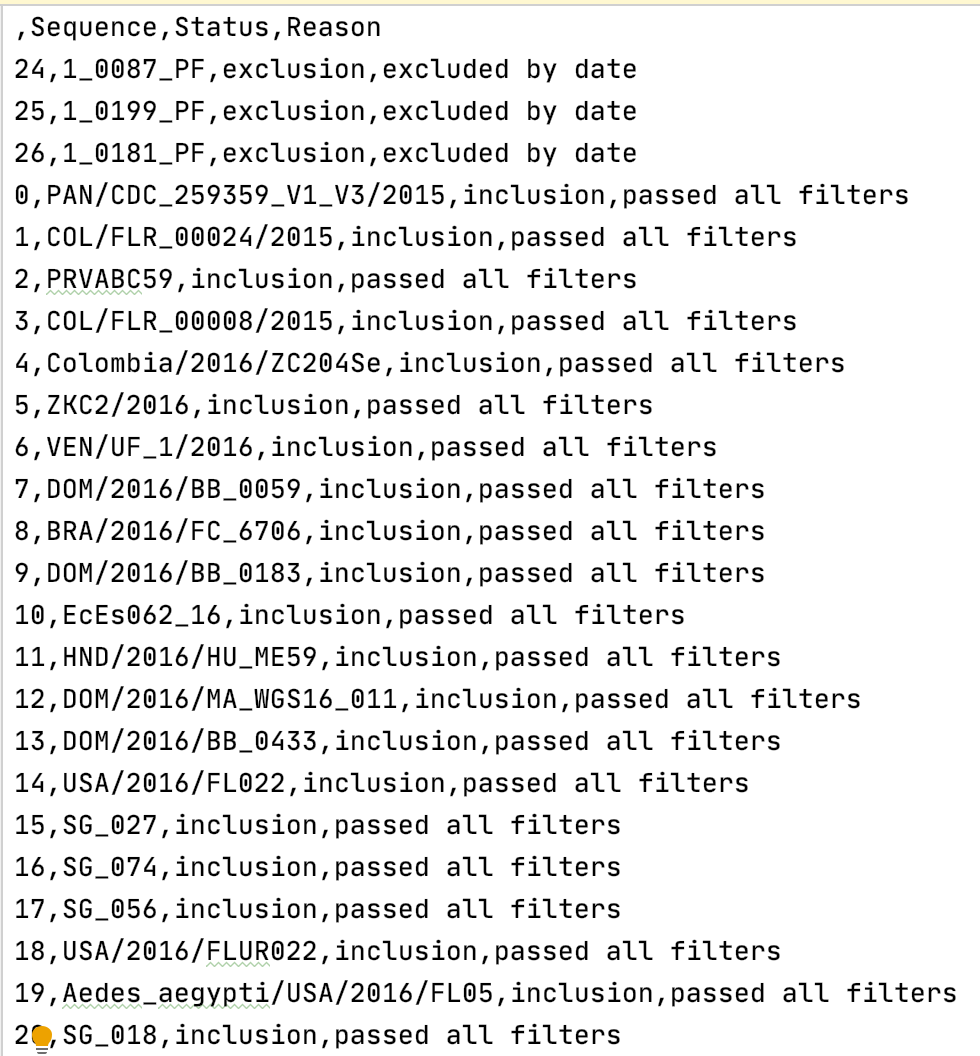 ,Sequence,Status,Reason
24,1_0087_PF,exclusion,excluded by date
25,1_0199_PF,exclusion,excluded by date
26,1_0181_PF,exclusion,excluded by date
0,PAN/CDC_259359_V1_V3/2015,inclusion,passed all filters
1,COL/FLR_00024/2015,inclusion,passed all filters
2,PRVABC59,inclusion,passed all filters
3,COL/FLR_00008/2015,inclusion,passed all filters
4,Colombia/2016/ZC204Se,inclusion,passed all filters
5,ZKC2/2016,inclusion,passed all filters
6,VEN/UF_1/2016,inclusion,passed all filters
7,DOM/2016/BB_0059,inclusion,passed all filters
8,BRA/2016/FC_6706,inclusion,passed all filters
9,DOM/2016/BB_0183,inclusion,passed all filters
10,EcEs062_16,inclusion,passed all filters
11,HND/2016/HU_ME59,inclusion,passed all filters
12,DOM/2016/MA_WGS16_011,inclusion,passed all filters
13,DOM/2016/BB_0433,inclusion,passed all filters
14,USA/2016/FL022,inclusion,passed all filters
15,SG_027,inclusion,passed all filters
16,SG_074,inclusion,passed all filters
17,SG_056,inclusion,passed all filters
18,USA/2016/FLUR022,inclusion,passed all filters
19,Aedes_aegypti/USA/2016/FL05,inclusion,passed all filters
20,SG_018,inclusion,passed all filters